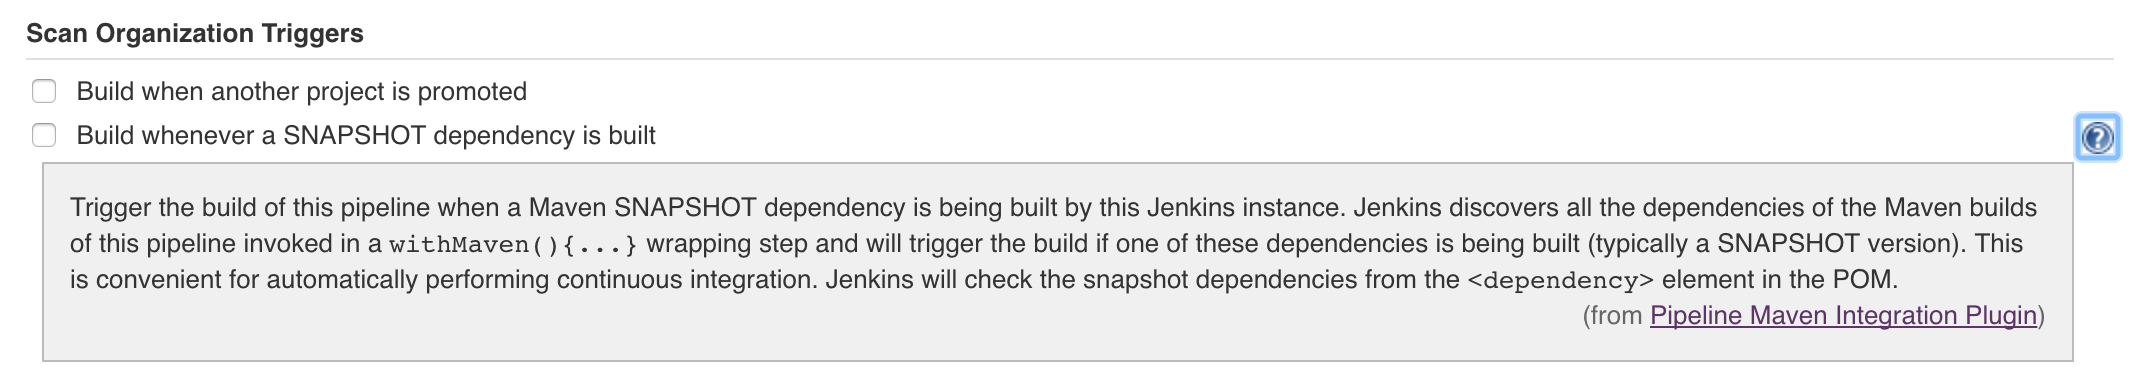 Scan Organization Triggers
Build when another project is promoted
Build whenever a SNAPSHOT dependency is built
?
Trigger the build of this pipeline when a Maven SNAPSHOT dependency is being built by this Jenkins instance. Jenkins discovers all the dependencies of the Maven builds
of this pipeline invoked in a withMaven(){...} wrapping step and will trigger the build if one of these dependencies is being built (typically a SNAPSHOT version). This
is convenient for automatically performing continuous integration. Jenkins will check the snapshot dependencies from the <dependency> element in the POM.
(from Pipeline Maven Integration Plugin)